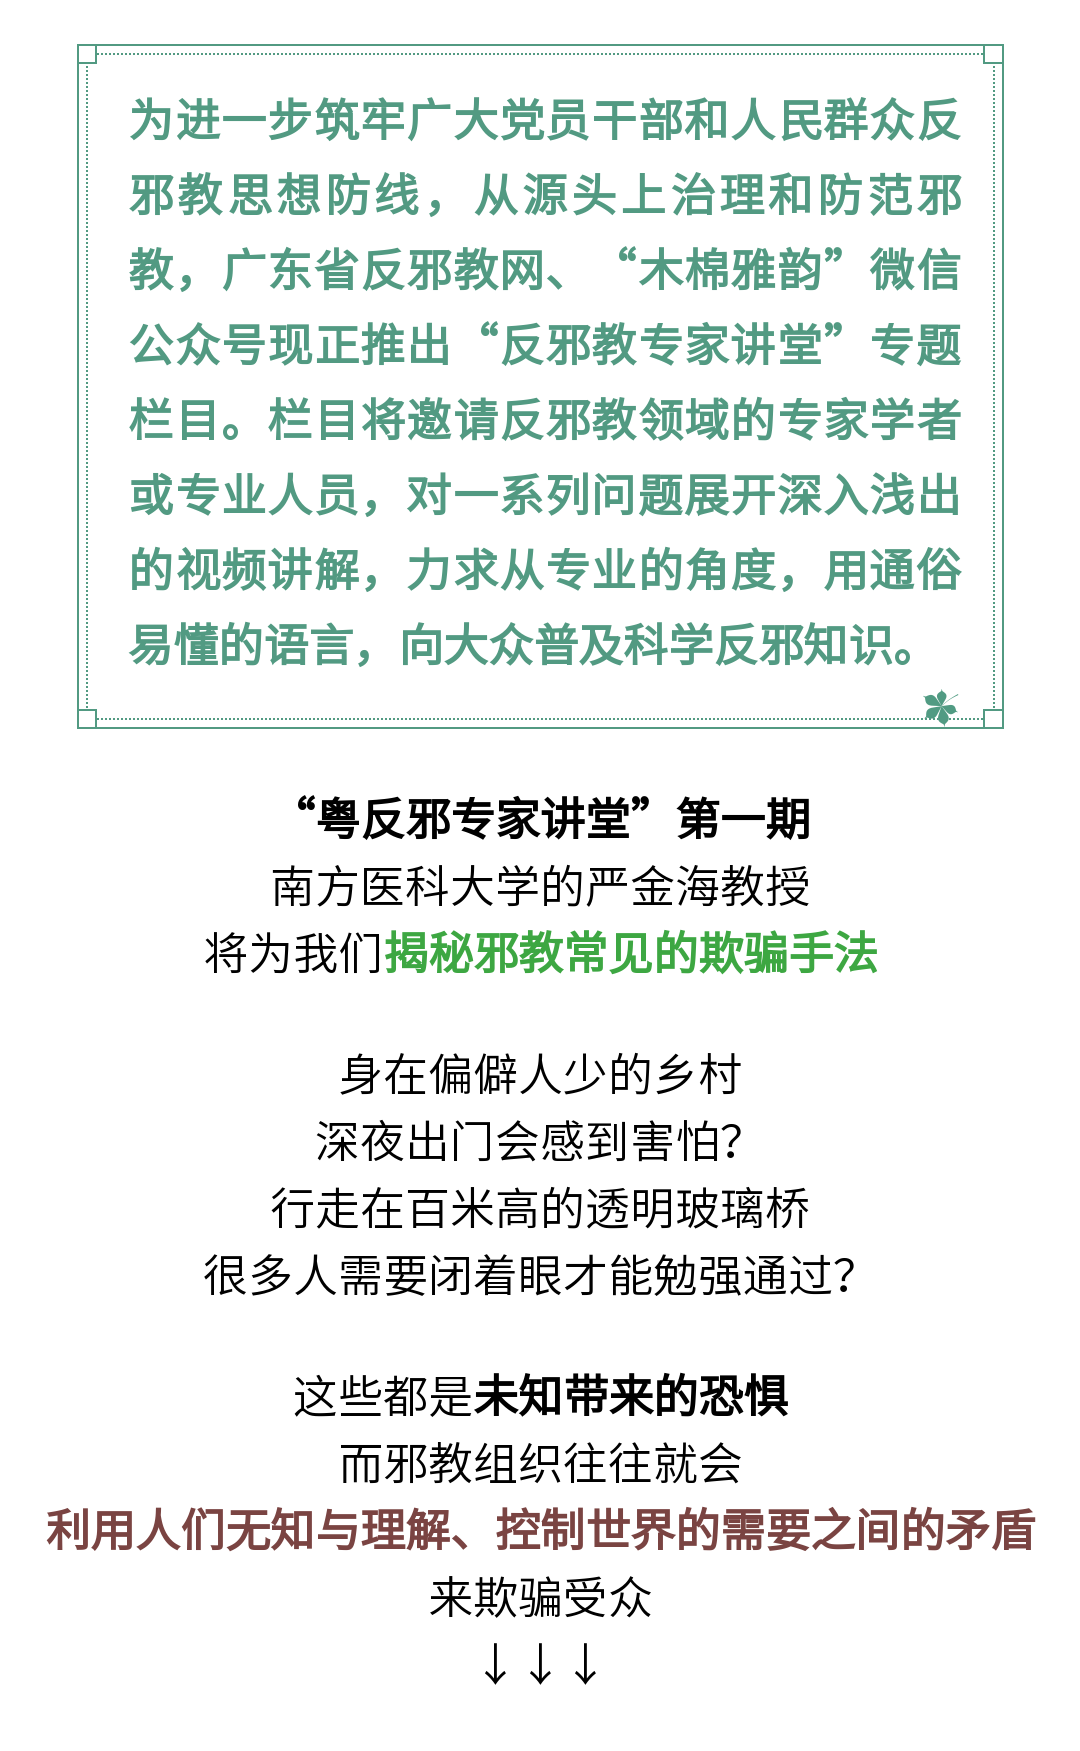 为进一步筑牢广大党员干部和人民群众反
邪教思想防线，从源头上治理和防范邪
教，广东省反邪教网、“木棉雅韵”微信
公众号现正推出“反邪教专家讲堂”专题
栏目。栏目将邀请反邪教领域的专家学者
或专业人员，对一系列问题展开深入浅出
的视频讲解，力求从专业的角度，用通俗
易懂的语言，向大众普及科学反邪知识。
“粤反邪专家讲堂”第一期
南方医科大学的严金海教授
将为我们揭秘邪教常见的欺骗手法
身在偏僻人少的乡村
深夜出门会感到害怕？
行走在百米高的透明玻璃桥
很多人需要闭着眼才能勉强通过？
这些都是未知带来的恐惧
而邪教组织往往就会
利用人们无知与理解、控制世界的需要之间的矛盾
来欺骗受众
↓↓↓